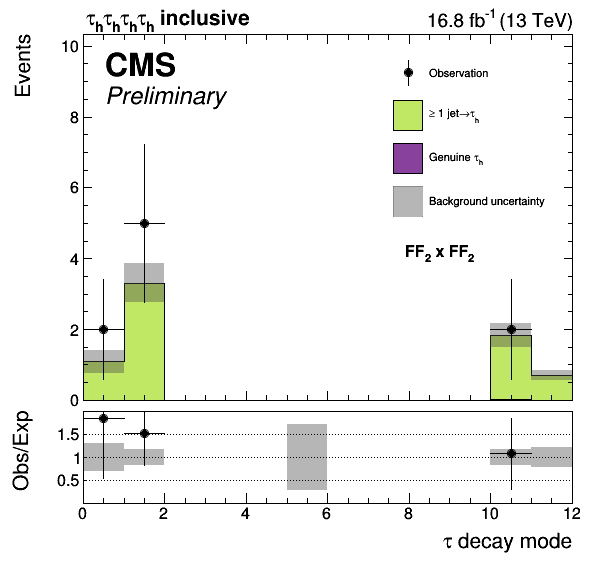 τₕτₕτₕτₕ inclusive
16.8 fb⁻¹ (13 TeV)
Events
10
8
6
4
2
0
CMS
Preliminary
Observation
≥ 1 jet→τₕ
Genuine τₕ
Background uncertainty
FF₂ x FF₂
Obs/Exp
1.5
1
0.5
0 2 4 6 8 10 12
τ decay mode